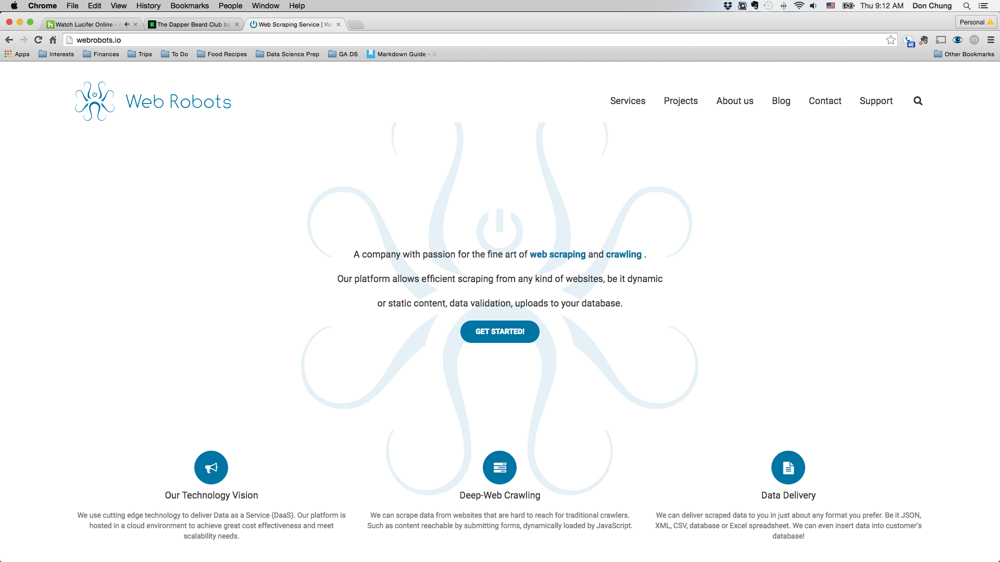 Chrome File Edit View History Bookmarks People Window Help Thu 9:12 AM Don Chung
Watch Lucifer Online - The Dapper Beard Club by Web Scraping Service | We Personal
webrobots.io 45 m
Apps Interests Finances Trips To Do Food Recipes Data Science Prep GA DS Markdown Guide – S Other Bookmarks
Web Robots
Services Projects About us Blog Contact Support
A company with passion for the fine art of web scraping and crawling .
Our platform allows efficient scraping from any kind of websites, be it dynamic
or static content, data validation, uploads to your database.
GET STARTED!
Our Technology Vision
We use cutting edge technology to deliver Data as a Service (DaaS). Our platform is
hosted in a cloud environment to achieve great cost effectiveness and meet
scalability needs.
Deep-Web Crawling
We can scrape data from websites that are hard to reach for traditional crawlers.
Such as content reachable by submitting forms, dynamically loaded by JavaScript.
Data Delivery
We can deliver scraped data to you in just about any format you prefer. Be it JSON,
XML, CSV, database or Excel spreadsheet. We can even insert data into customer's
database!